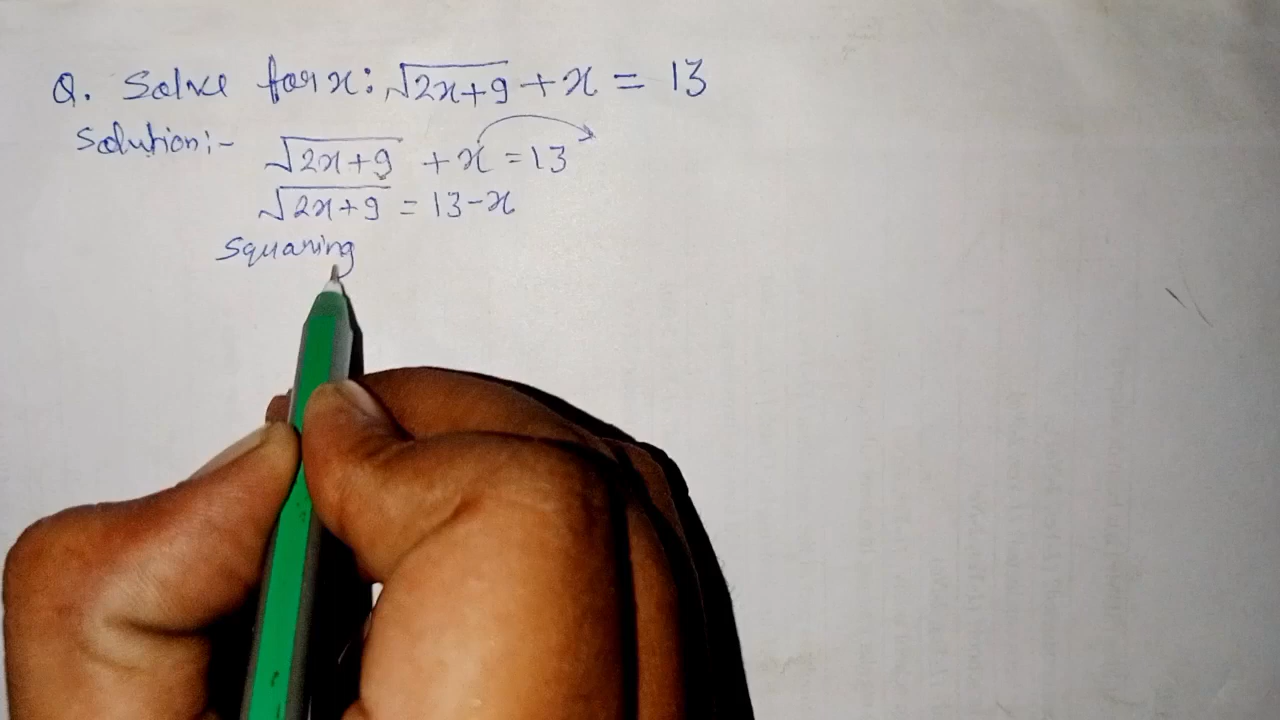 Q. Solve for x: √2x+9 + x = 13
Solution:- √2x+9 + x = 13
√2x+9 = 13-x
Squaring